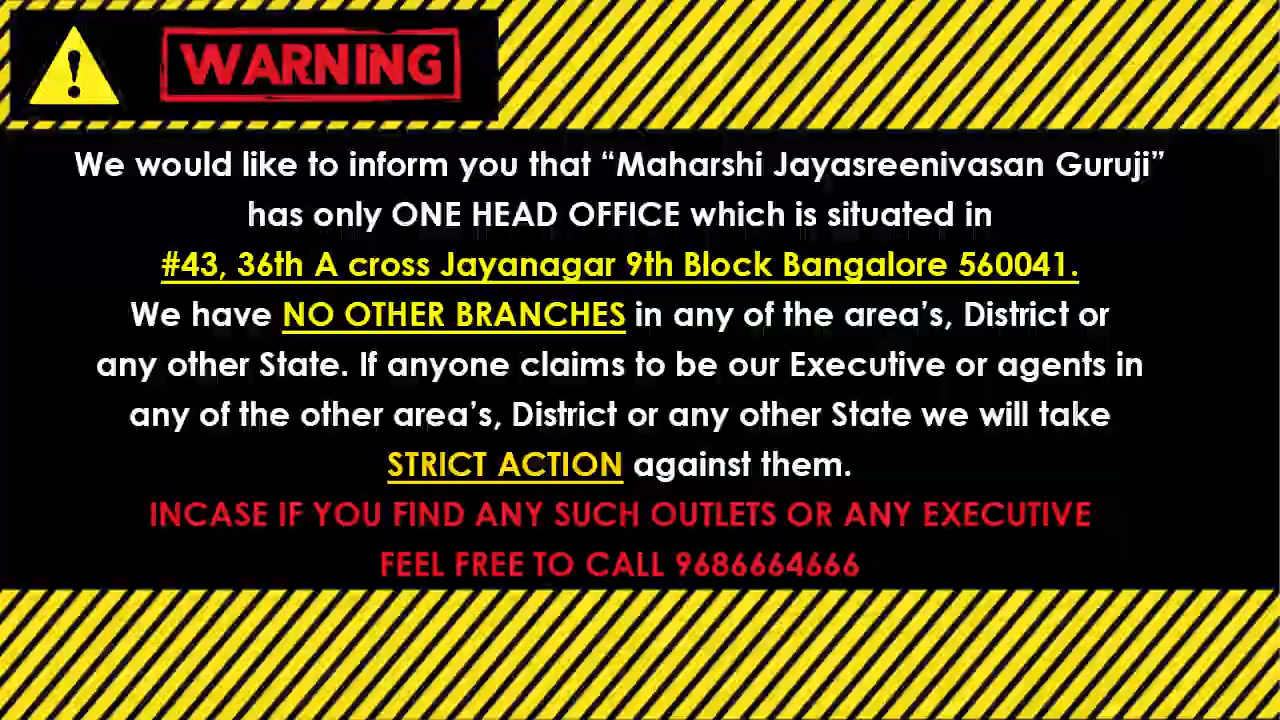 WARNING
We would like to inform you that “Maharshi Jayasreenivasan Guruji”
has only ONE HEAD OFFICE which is situated in
#43, 36th A cross Jayanagar 9th Block Bangalore 560041.
We have NO OTHER BRANCHES in any of the area’s, District or
any other State. If anyone claims to be our Executive or agents in
any of the other area’s, District or any other State we will take
STRICT ACTION against them.
INCASE IF YOU FIND ANY SUCH OUTLETS OR ANY EXECUTIVE
FEEL FREE TO CALL 9686664666